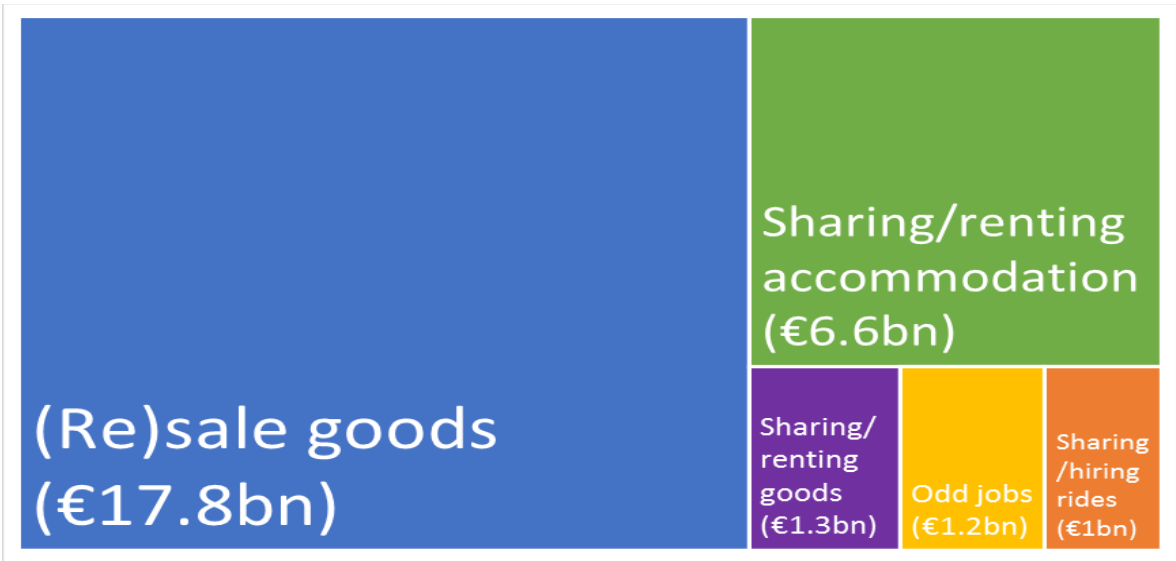 (Re)sale goods
(€17.8bn)
Sharing/renting
accommodation
(€6.6bn)
Sharing/
renting
goods
(€1.3bn)
Odd jobs
(€1.2bn)
Sharing
/hiring
rides
(€1bn)